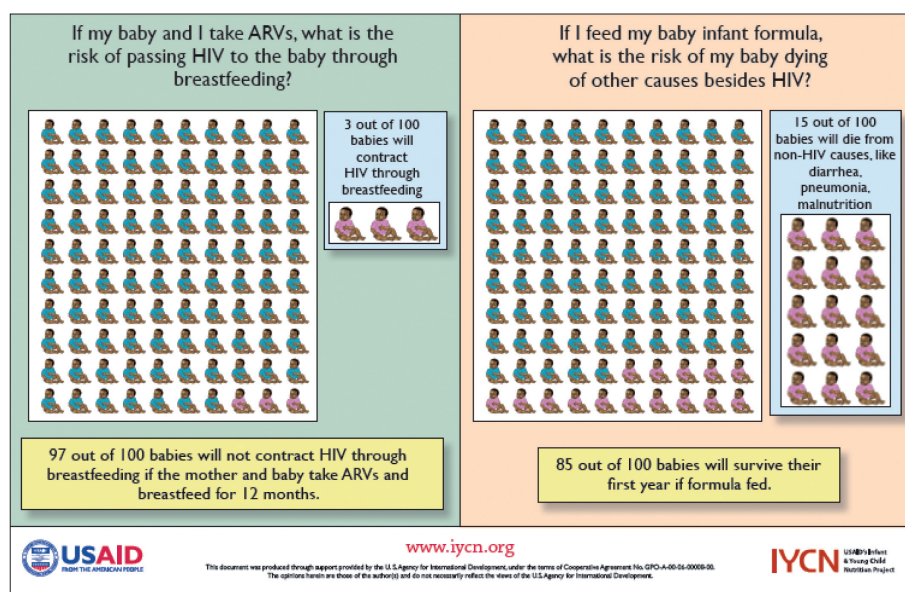 If my baby and I take ARVs, what is the
risk of passing HIV to the baby through
breastfeeding?
3 out of 100
babies will
contract
HIV through
breastfeeding
97 out of 100 babies will not contract HIV through
breastfeeding if the mother and baby take ARVs and
breastfeed for 12 months.
If I feed my baby infant formula,
what is the risk of my baby dying
of other causes besides HIV?
15 out of 100
babies will die from
non-HIV causes, like
diarrhea,
pneumonia,
malnutrition
85 out of 100 babies will survive their
first year if formula fed.
USAID
FROM THE AMERICAN PEOPLE
www.iycn.org
This document was produced through support provided by the U.S. Agency for International Development, under the terms of Cooperative Agreement No. GPO-A-00-06-00008-00.
The opinions herein are those of the author(s) and do not necessarily reflect the views of the U.S. Agency for International Development.
IYCN
USAID's Infant
& Young Child
Nutrition Project